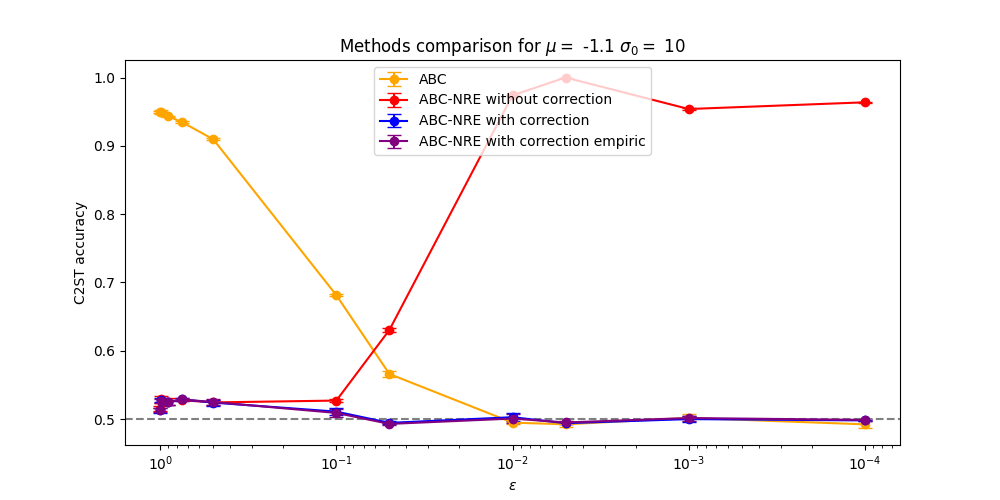 Methods comparison for μ = -1.1 σ₀ = 10
ABC
ABC-NRE without correction
ABC-NRE with correction
ABC-NRE with correction empiric
C2ST accuracy
1.0
0.9
0.8
0.7
0.6
0.5
10⁰
10⁻¹
10⁻²
10⁻³
10⁻⁴
ε